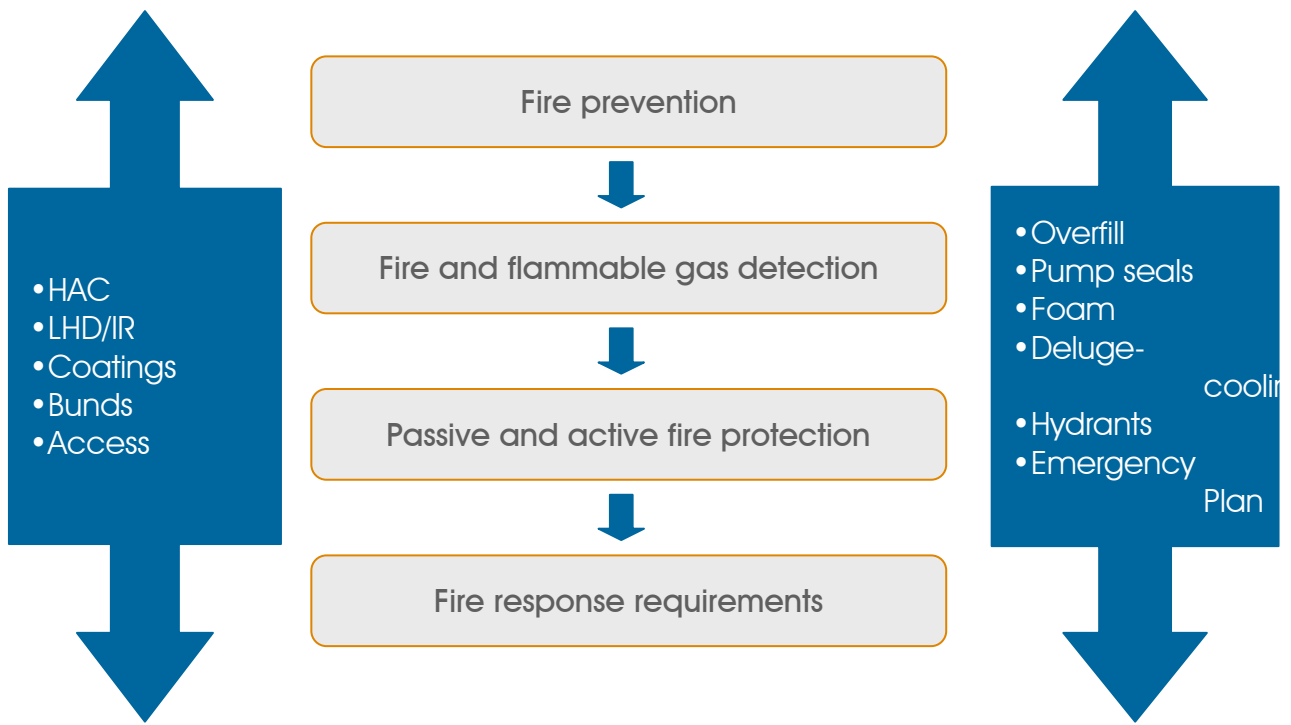 Fire prevention
Fire and flammable gas detection
Passive and active fire protection
Fire response requirements
•HAC
•LHD/IR
•Coatings
•Bunds
•Access
•Overfill
•Pump seals
•Foam
•Deluge-
•Hydrants
•Emergency
Plan